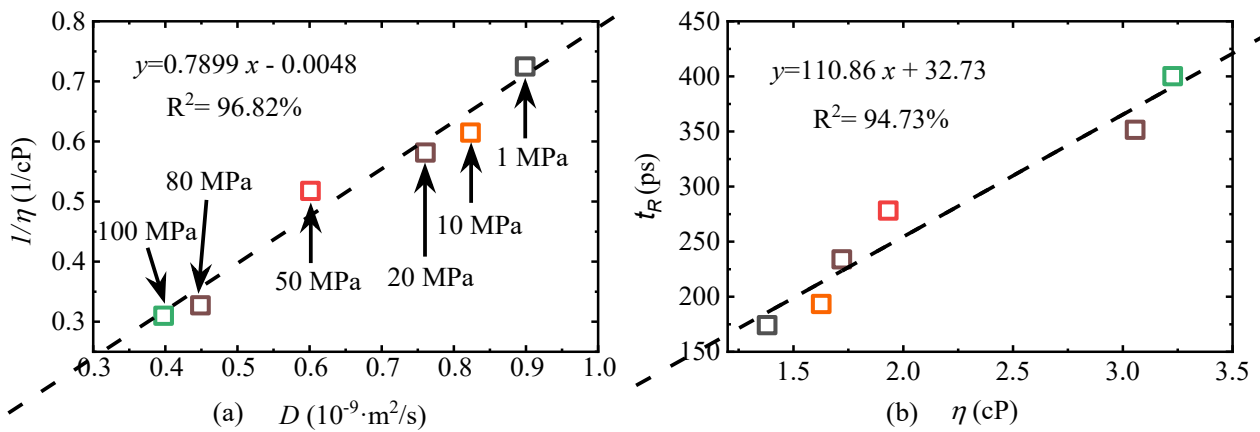 0.8
0.7
0.6
0.5
0.4
0.3
1/η (1/cP)
y=0.7899 x - 0.0048
R²= 96.82%
1 MPa
80 MPa
10 MPa
100 MPa
50 MPa
20 MPa
0.3 0.4 0.5 0.6 0.7 0.8 0.9 1.0
(a) D (10⁻⁹·m²/s)
450
400
350
300
250
200
150
t_R (ps)
y=110.86 x + 32.73
R²= 94.73%
1.5 2.0 2.5 3.0 3.5
(b) η (cP)